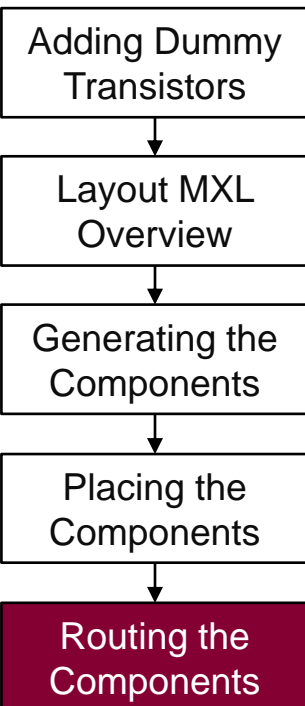 Adding Dummy
Transistors
Layout MXL
Overview
Generating the
Components
Placing the
Components
Routing the
Components